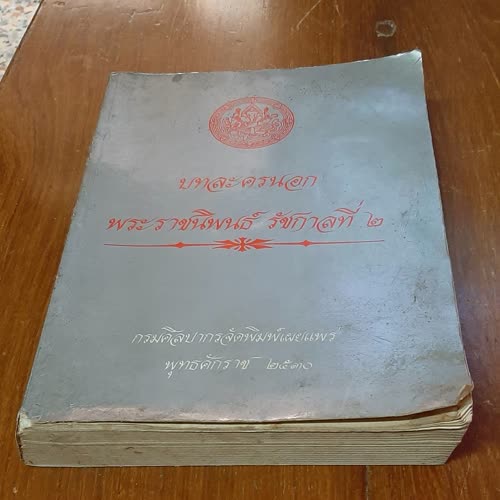 บทละครนอก
พระราชนิพนธ์ รัชกาลที่ ๒
กรมศิลปากรจัดพิมพ์เผยแพร่
พุทธศักราช ๒๕๓๐